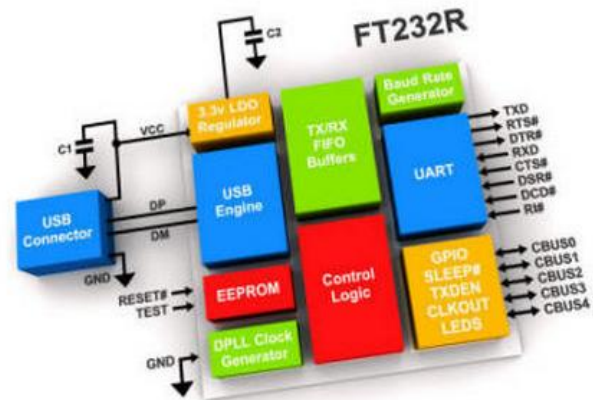 FT232R
C2
3.3v LDO
Regulator
TX/RX
FIFO
Buffers
Baud Rate
Generator
C1
VCC
USB
Connector
DP
DM
GND
USB
Engine
UART
TXD
RTS#
DTR#
RXD
CTS#
DSR#
DCD#
RI#
RESET#
TEST
EEPROM
Control
Logic
GPIO
SLEEP#
TXDEN
CLKOUT
LEDS
CBUS0
CBUS1
CBUS2
CBUS3
CBUS4
GND
DPLL Clock
Generator